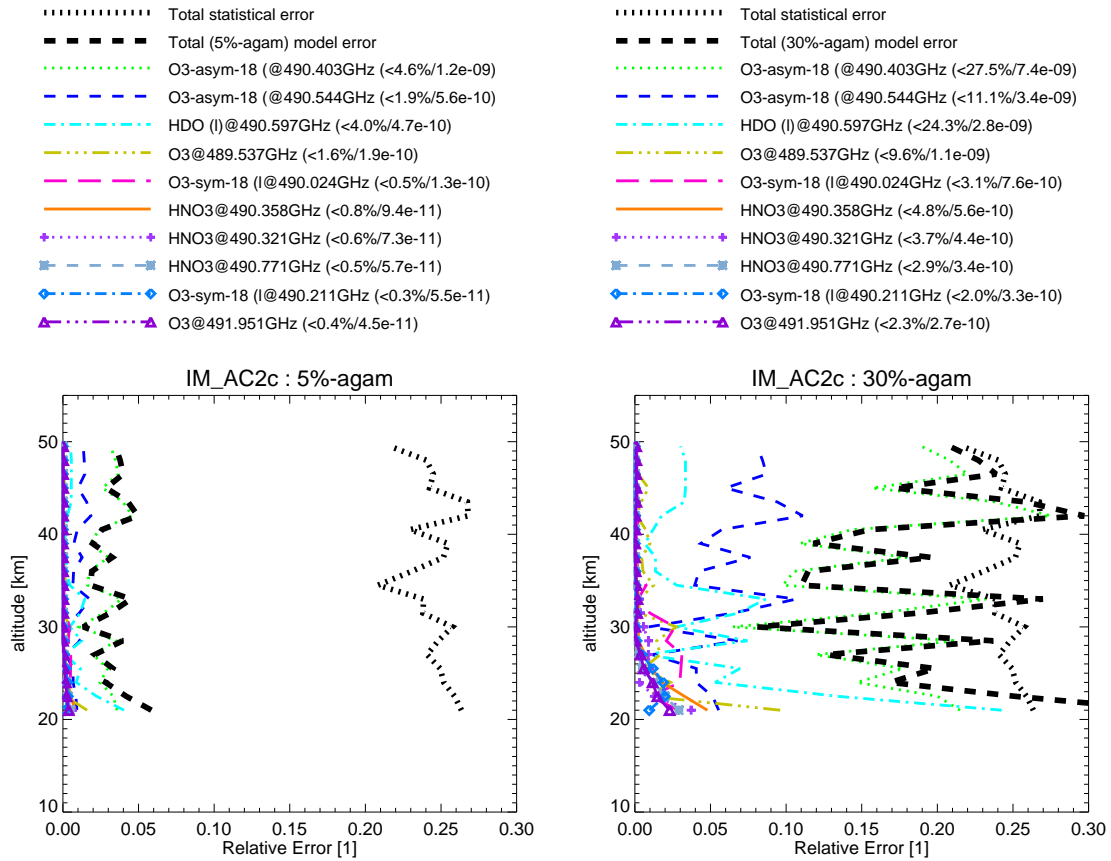 Total statistical error
Total (5%-agam) model error
O3-asym-18 (@490.403GHz (<4.6%/1.2e-09)
O3-asym-18 (@490.544GHz (<1.9%/5.6e-10)
HDO (l)@490.597GHz (<4.0%/4.7e-10)
O3@489.537GHz (<1.6%/1.9e-10)
O3-sym-18 (l@490.024GHz (<0.5%/1.3e-10)
HNO3@490.358GHz (<0.8%/9.4e-11)
HNO3@490.321GHz (<0.6%/7.3e-11)
HNO3@490.771GHz (<0.5%/5.7e-11)
O3-sym-18 (l@490.211GHz (<0.3%/5.5e-11)
O3@491.951GHz (<0.4%/4.5e-11)
IM_AC2c : 5%-agam
50
40
30
20
10
altitude [km]
0.00 0.05 0.10 0.15 0.20 0.25 0.30
Relative Error [1]
Total statistical error
Total (30%-agam) model error
O3-asym-18 (@490.403GHz (<27.5%/7.4e-09)
O3-asym-18 (@490.544GHz (<11.1%/3.4e-09)
HDO (l)@490.597GHz (<24.3%/2.8e-09)
O3@489.537GHz (<9.6%/1.1e-09)
O3-sym-18 (l@490.024GHz (<3.1%/7.6e-10)
HNO3@490.358GHz (<4.8%/5.6e-10)
HNO3@490.321GHz (<3.7%/4.4e-10)
HNO3@490.771GHz (<2.9%/3.4e-10)
O3-sym-18 (l@490.211GHz (<2.0%/3.3e-10)
O3@491.951GHz (<2.3%/2.7e-10)
IM_AC2c : 30%-agam
50
40
30
20
10
altitude [km]
0.00 0.05 0.10 0.15 0.20 0.25 0.30
Relative Error [1]